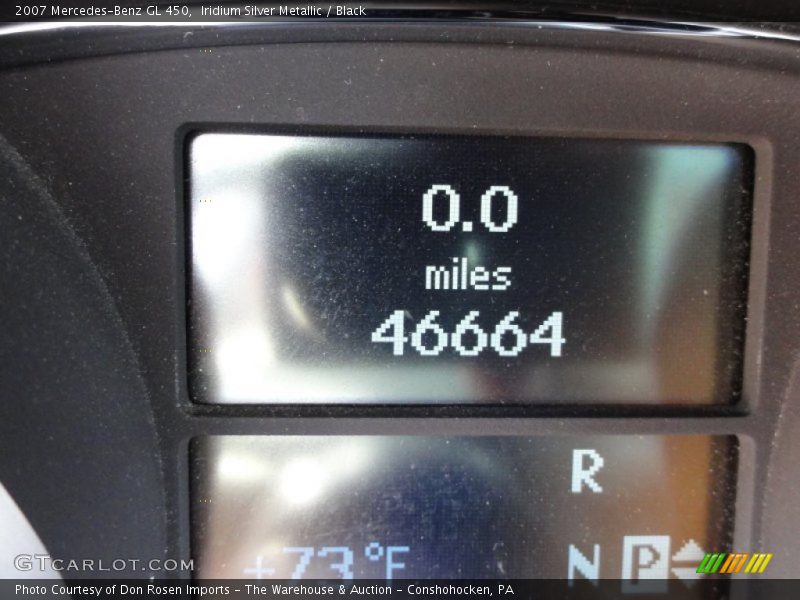 2007 Mercedes-Benz GL 450, Iridium Silver Metallic / Black
0.0
miles
46664
R
+73°F N P
GTCARLOT.COM
Photo Courtesy of Don Rosen Imports - The Warehouse & Auction - Conshohocken, PA